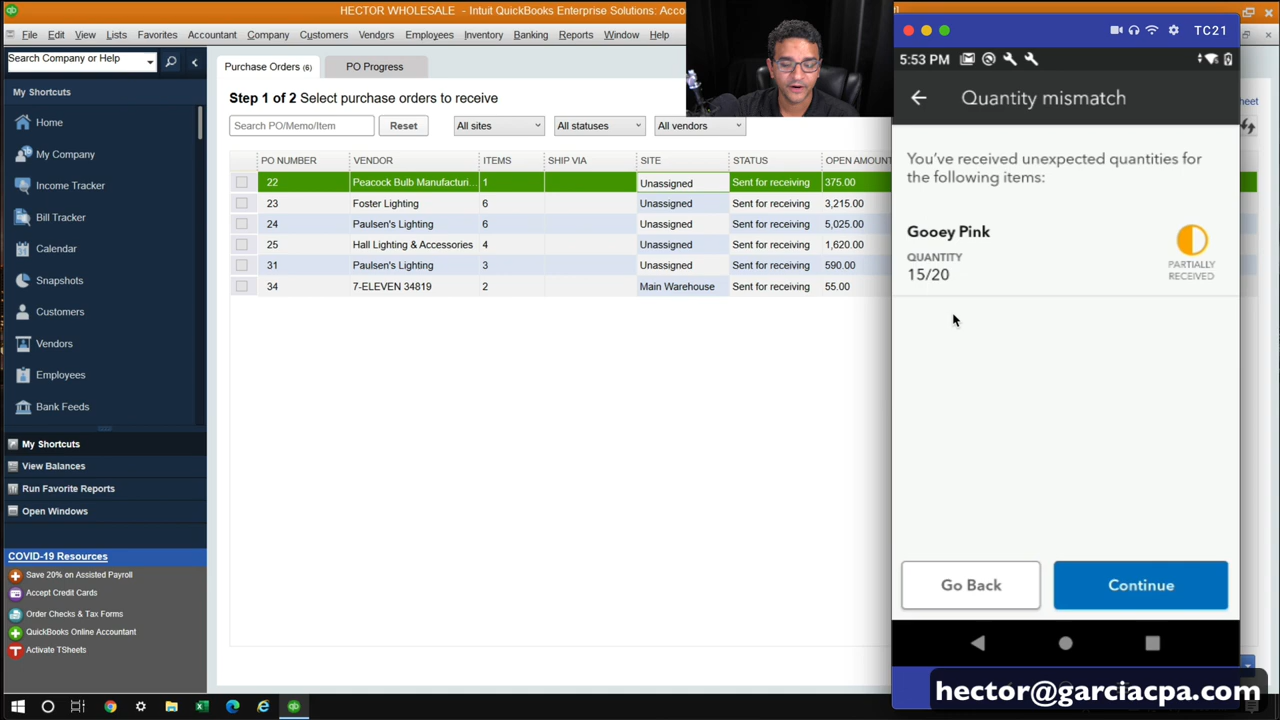 HECTOR WHOLESALE - Intuit QuickBooks Enterprise Solutions: Acco
File Edit View Lists Favorites Accountant Company Customers Vendors Employees Inventory Banking Reports Window Help
Search Company or Help
My Shortcuts
Home
My Company
Income Tracker
Bill Tracker
Calendar
Snapshots
Customers
Vendors
Employees
Bank Feeds
My Shortcuts
View Balances
Run Favorite Reports
Open Windows
COVID-19 Resources
Save 20% on Assisted Payroll
Accept Credit Cards
Order Checks & Tax Forms
QuickBooks Online Accountant
Activate TSheets
Purchase Orders (6) PO Progress
Step 1 of 2 Select purchase orders to receive
Search PO/Memo/Item Reset All sites All statuses All vendors
PO NUMBER VENDOR ITEMS SHIP VIA SITE STATUS OPEN AMOUNT
22 Peacock Bulb Manufacturi... 1 Unassigned Sent for receiving 375.00
23 Foster Lighting 6 Unassigned Sent for receiving 3,215.00
24 Paulsen's Lighting 6 Unassigned Sent for receiving 5,025.00
25 Hall Lighting & Accessories 4 Unassigned Sent for receiving 1,620.00
31 Paulsen's Lighting 3 Unassigned Sent for receiving 590.00
34 7-ELEVEN 34819 2 Main Warehouse Sent for receiving 55.00
TC21
5:53 PM
Quantity mismatch
You've received unexpected quantities for
the following items:
Gooey Pink
QUANTITY
15/20
PARTIALLY
RECEIVED
Go Back Continue
heet
hector@garciacpa.com